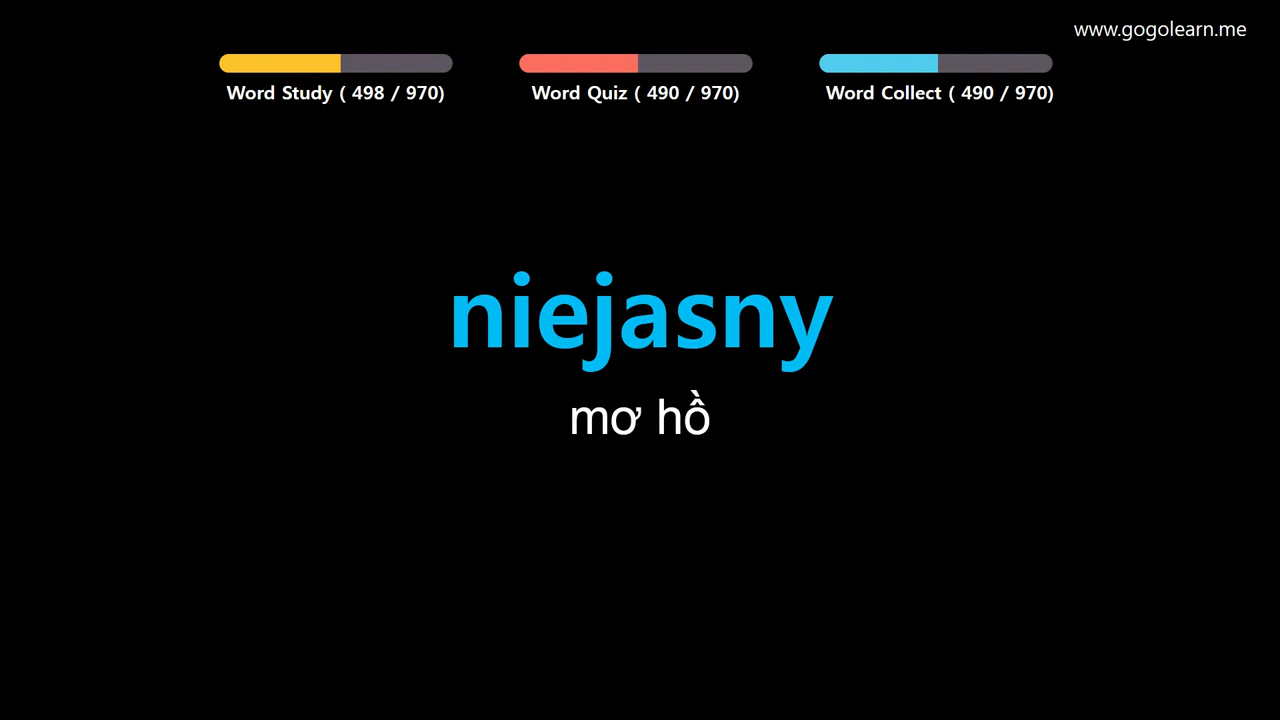 www.gogolearn.me
Word Study ( 498 / 970)
Word Quiz ( 490 / 970)
Word Collect ( 490 / 970)
niejasny
mơ hồ